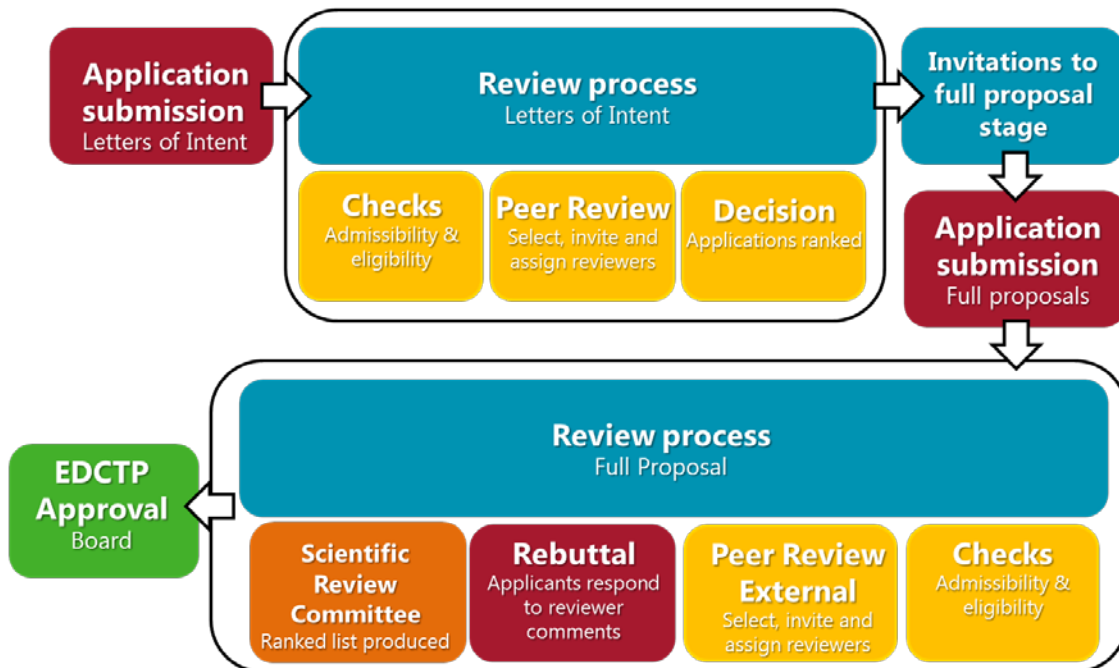 Application
submission
Letters of Intent
Review process
Letters of Intent
Checks
Admissibility &
eligibility
Peer Review
Select, invite and
assign reviewers
Decision
Applications ranked
Invitations to
full proposal
stage
Application
submission
Full proposals
Review process
Full Proposal
EDCTP
Approval
Board
Scientific
Review
Committee
Ranked list produced
Rebuttal
Applicants respond
to reviewer
comments
Peer Review
External
Select, invite and
assign reviewers
Checks
Admissibility &
eligibility